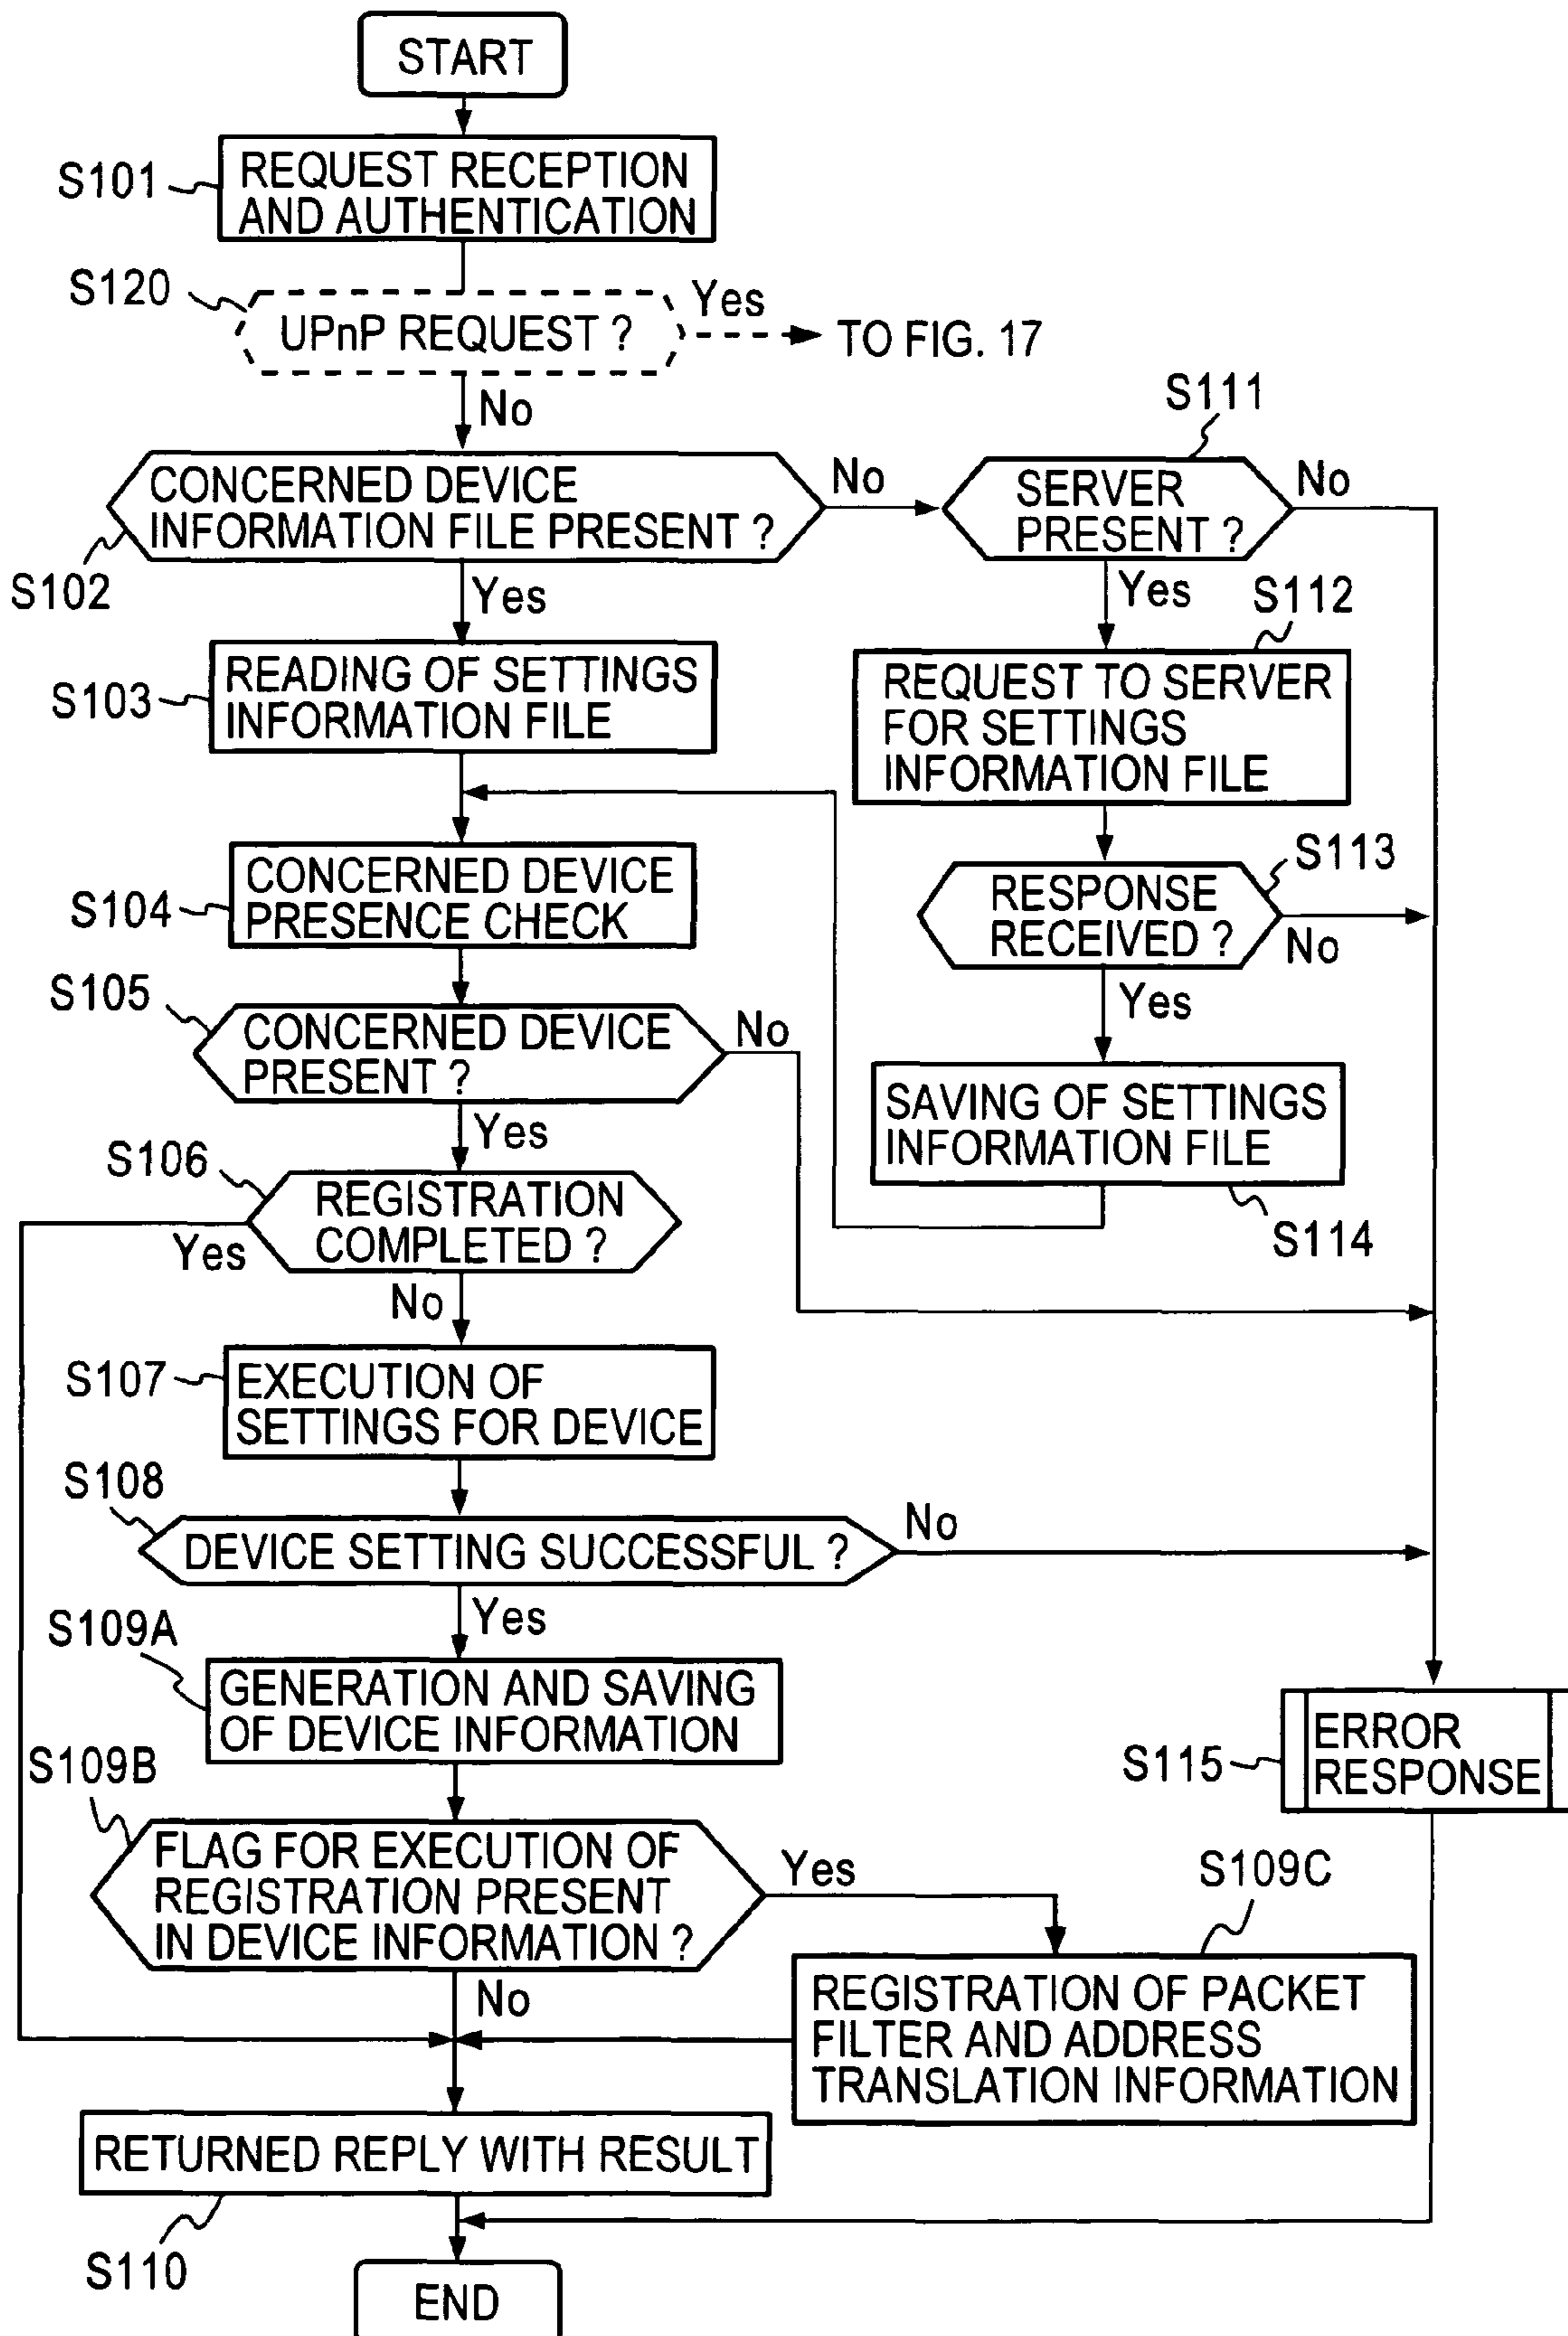 START
S101
REQUEST RECEPTION
AND AUTHENTICATION
S120
UPnP REQUEST ?
Yes
TO FIG. 17
No
S102
CONCERNED DEVICE
INFORMATION FILE PRESENT ?
No
S111
SERVER
PRESENT ?
No
Yes
Yes
S112
S103
READING OF SETTINGS
INFORMATION FILE
REQUEST TO SERVER
FOR SETTINGS
INFORMATION FILE
S104
CONCERNED DEVICE
PRESENCE CHECK
S113
RESPONSE
RECEIVED ?
No
Yes
S105
CONCERNED DEVICE
PRESENT ?
No
Yes
SAVING OF SETTINGS
INFORMATION FILE
S114
S106
REGISTRATION
COMPLETED ?
Yes
No
S107
EXECUTION OF
SETTINGS FOR DEVICE
S108
DEVICE SETTING SUCCESSFUL ?
No
Yes
S109A
GENERATION AND SAVING
OF DEVICE INFORMATION
S115
ERROR
RESPONSE
S109B
FLAG FOR EXECUTION OF
REGISTRATION PRESENT
IN DEVICE INFORMATION ?
Yes
S109C
No
REGISTRATION OF PACKET
FILTER AND ADDRESS
TRANSLATION INFORMATION
RETURNED REPLY WITH RESULT
S110
END